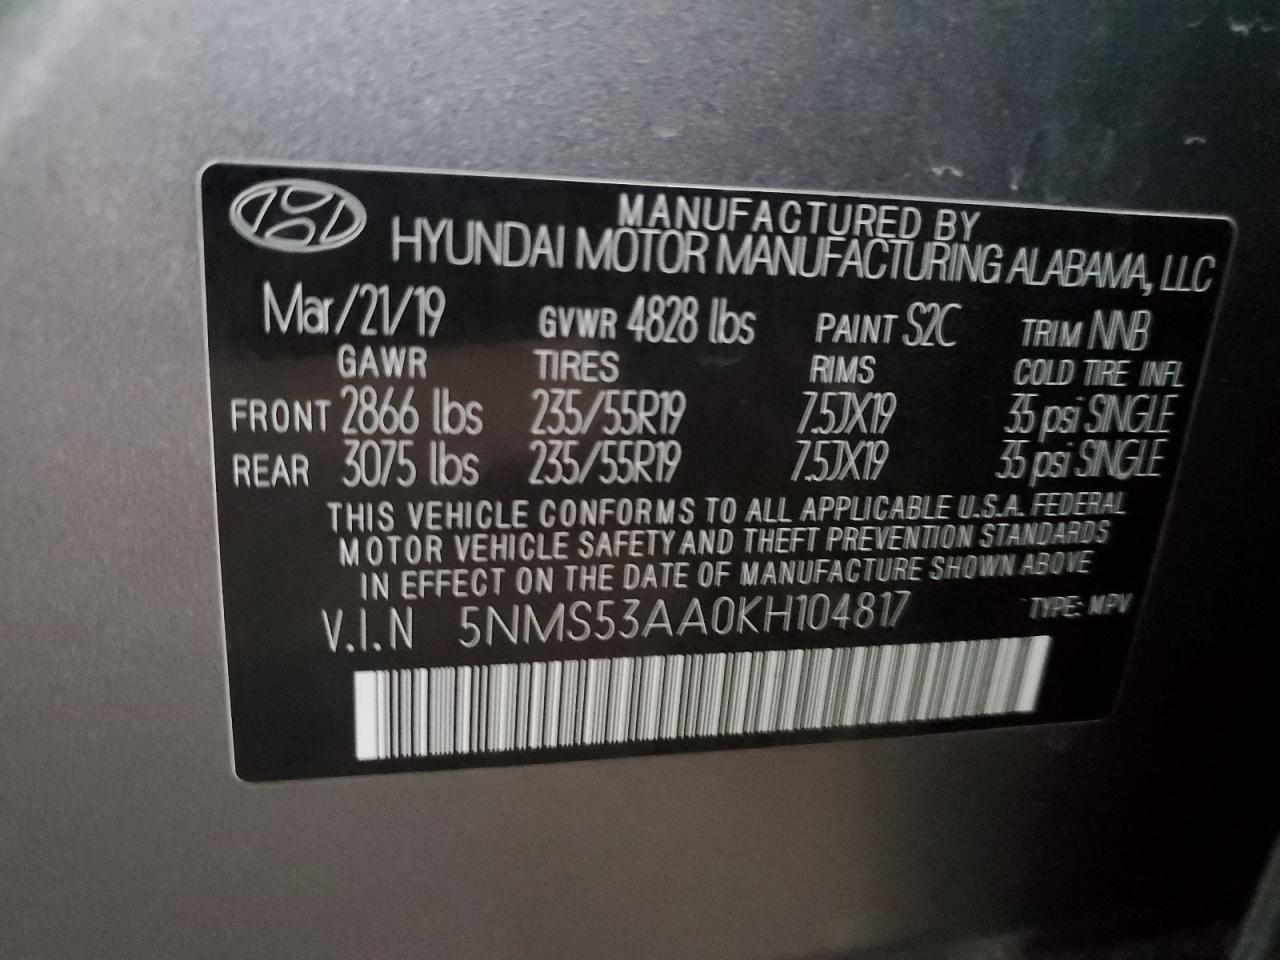 MANUFACTURED BY
HYUNDAI MOTOR MANUFACTURING ALABAMA, LLC
Mar/21/19 GVWR 4828 lbs PAINT S2C TRIM NNB
GAWR TIRES RIMS COLD TIRE INFL
FRONT 2866 lbs 235/55R19 7.5JX19 35 psi SINGLE
REAR 3075 lbs 235/55R19 7.5JX19 35 psi SINGLE
THIS VEHICLE CONFORMS TO ALL APPLICABLE U.S.A. FEDERAL
MOTOR VEHICLE SAFETY AND THEFT PREVENTION STANDARDS
IN EFFECT ON THE DATE OF MANUFACTURE SHOWN ABOVE
V.I.N 5NMS53AA0KH104817 TYPE: MPV